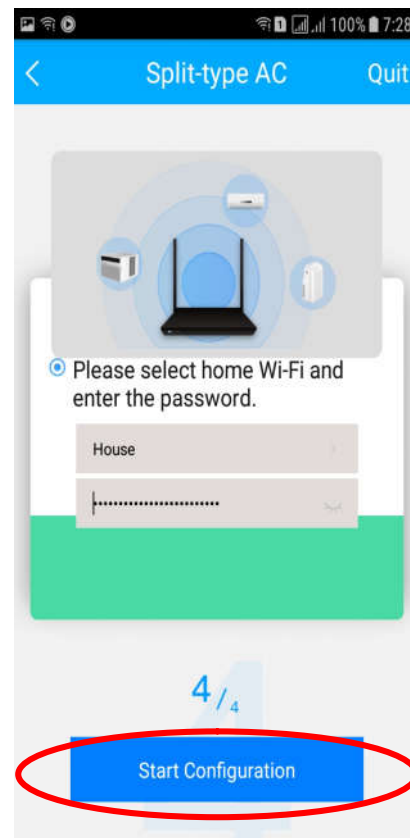 1 100% 7:28
Split-type AC Quit
Please select home Wi-Fi and
enter the password.
House
••••••••••••••••••••••••
4/4
Start Configuration